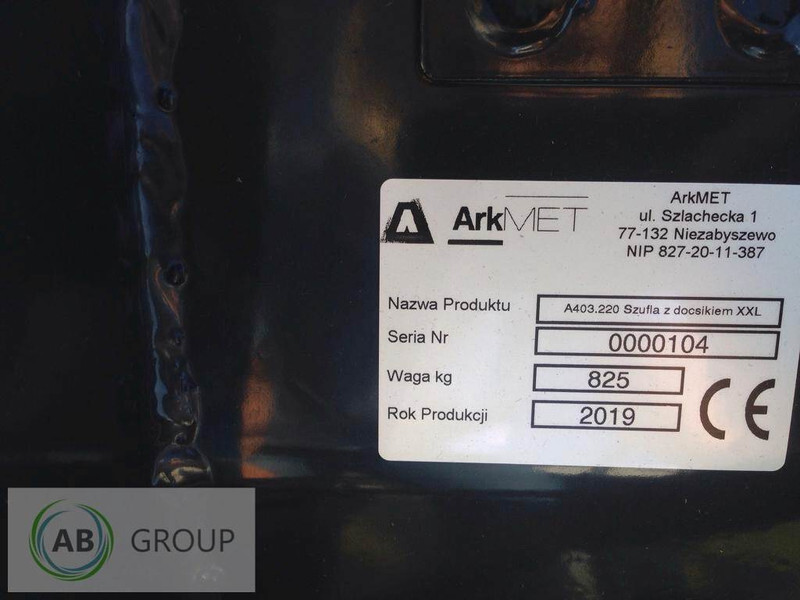 ArkMET
ArkMET
ul. Szlachecka 1
77-132 Niezabyszewo
NIP 827-20-11-387
Nazwa Produktu A403.220 Szufla z docsikiem XXL
Seria Nr 0000104
Waga kg 825
Rok Produkcji 2019
CE
AB GROUP